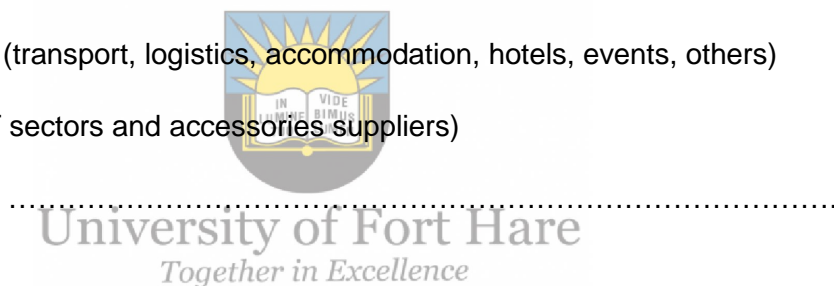 (transport, logistics, accommodation, hotels, events, others)
IN VIDE
LUMINE BIMUS
sectors and accessories suppliers)
………………………………………………………………………….
University of Fort Hare
Together in Excellence